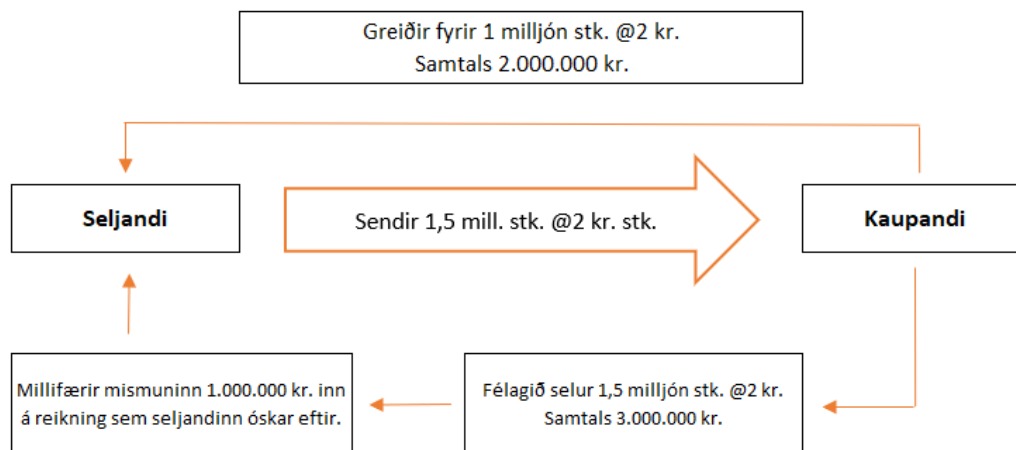 Greiðir fyrir 1 milljón stk. @2 kr.
Samtals 2.000.000 kr.
Seljandi
Sendir 1,5 mill. stk. @2 kr. stk.
Kaupandi
Millifærir mismuninn 1.000.000 kr. inn
á reikning sem seljandinn óskar eftir.
Félagið selur 1,5 milljón stk. @2 kr.
Samtals 3.000.000 kr.